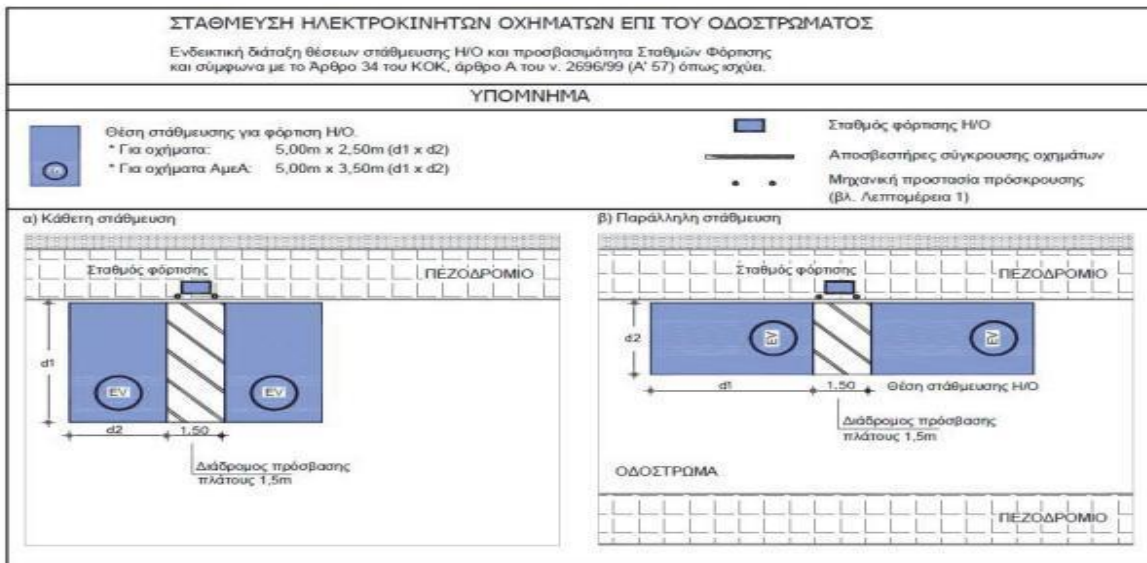 ΣΤΑΘΜΕΥΣΗ ΗΛΕΚΤΡΟΚΙΝΗΤΩΝ ΟΧΗΜΑΤΩΝ ΕΠΙ ΤΟΥ ΟΔΟΣΤΡΩΜΑΤΟΣ
Ενδεικτική διάταξη θέσεων στάθμευσης Η/Ο και προσβασιμότητα Σταθμών Φόρτισης
και σύμφωνα με το Άρθρο 34 του ΚΟΚ, άρθρο Α του ν. 2696/99 (Α' 57) όπως ισχύει.
ΥΠΟΜΝΗΜΑ
Θέση στάθμευσης για φόρτιση Η/Ο.
* Για οχήματα: 5,00m x 2,50m (d1 x d2)
* Για οχήματα ΑμεΑ: 5,00m x 3,50m (d1 x d2)
Σταθμός φόρτισης Η/Ο
Αποσβεστήρες σύγκρουσης οχημάτων
Μηχανική προστασία πρόσκρουσης
(βλ. Λεπτομέρεια 1)
α) Κάθετη στάθμευση
Σταθμός φόρτισης
ΠΕΖΟΔΡΟΜΙΟ
d1
EV
EV
d2
1.50
Διάδρομος πρόσβασης
πλάτους 1,5m
β) Παράλληλη στάθμευση
Σταθμός φόρτισης
ΠΕΖΟΔΡΟΜΙΟ
d2
EV
EV
d1
1.50
Θέση στάθμευσης Η/Ο
Διάδρομος πρόσβασης
πλάτους 1,5m
ΟΔΟΣΤΡΩΜΑ
ΠΕΖΟΔΡΟΜΙΟ